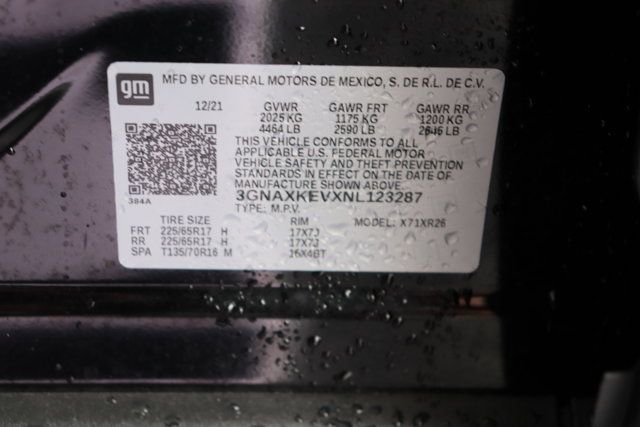 gm MFD BY GENERAL MOTORS DE MEXICO, S. DE R.L. DE C.V.
12/21 GVWR GAWR FRT GAWR RR
2025 KG 1175 KG 1200 KG
4464 LB 2590 LB 2646 LB
THIS VEHICLE CONFORMS TO ALL
APPLICABLE U.S. FEDERAL MOTOR
VEHICLE SAFETY AND THEFT PREVENTION
STANDARDS IN EFFECT ON THE DATE OF
MANUFACTURE SHOWN ABOVE.
384A 3GNAXKEVXNL123287
TYPE: M.P.V. MODEL: X71XR26
TIRE SIZE RIM
FRT 225/65R17 H 17X7J
RR 225/65R17 H 17X7J
SPA T135/70R16 M 16X4BT